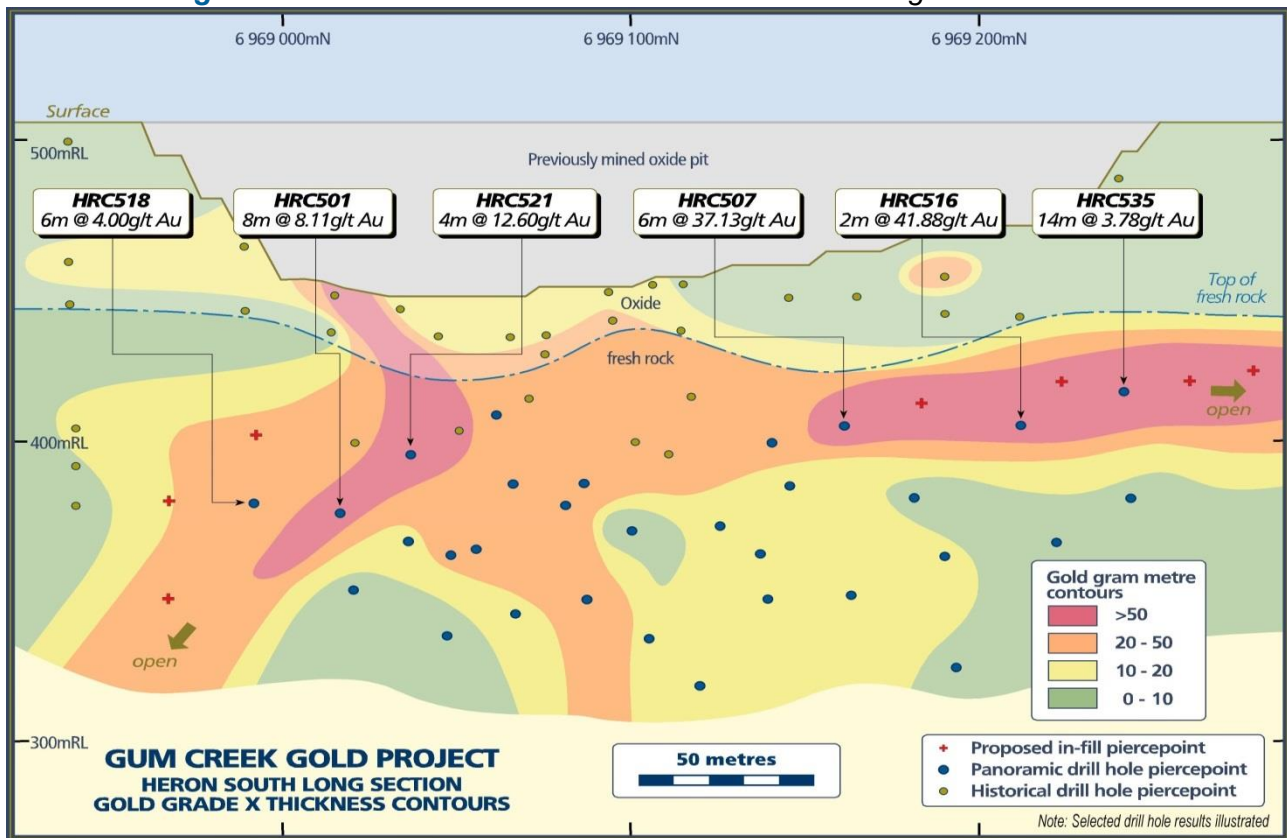 6 969 000mN
6 969 100mN
6 969 200mN
Surface
500mRL
Previously mined oxide pit
HRC518
6m @ 4.00g/t Au
HRC501
8m @ 8.11g/t Au
HRC521
4m @ 12.60g/t Au
HRC507
6m @ 37.13g/t Au
HRC516
2m @ 41.88g/t Au
HRC535
14m @ 3.78g/t Au
Top of
fresh rock
Oxide
fresh rock
open
400mRL
open
Gold gram metre
contours
>50
20 - 50
10 - 20
0 - 10
300mRL
GUM CREEK GOLD PROJECT
HERON SOUTH LONG SECTION
GOLD GRADE X THICKNESS CONTOURS
50 metres
Proposed in-fill piercepoint
Panoramic drill hole piercepoint
Historical drill hole piercepoint
Note: Selected drill hole results illustrated